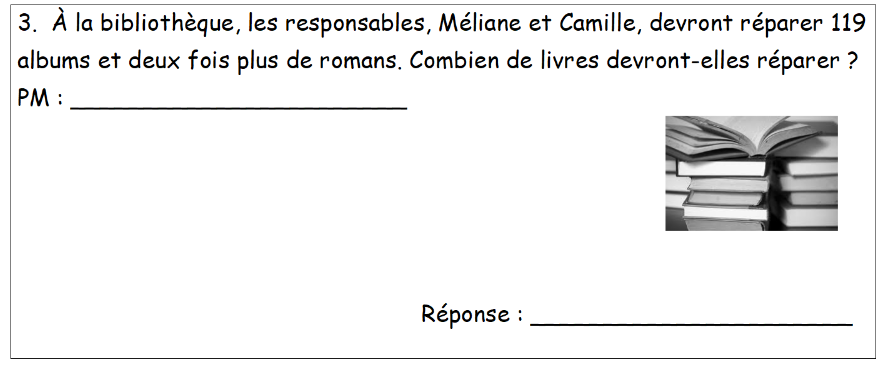 3. À la bibliothèque, les responsables, Méliane et Camille, devront réparer 119
albums et deux fois plus de romans. Combien de livres devront-elles réparer ?
PM : ________________________
Réponse : _______________________